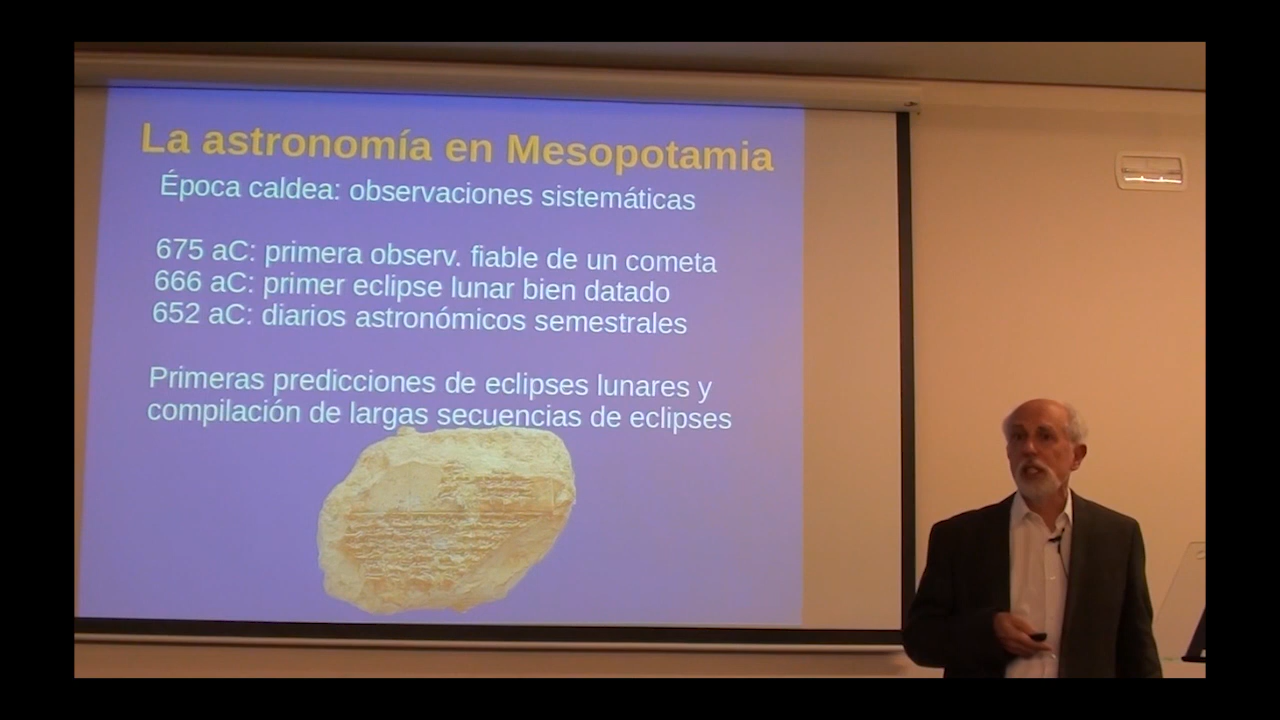 La astronomía en Mesopotamia
Época caldea: observaciones sistemáticas
675 aC: primera observ. fiable de un cometa
666 aC: primer eclipse lunar bien datado
652 aC: diarios astronómicos semestrales
Primeras predicciones de eclipses lunares y
compilación de largas secuencias de eclipses